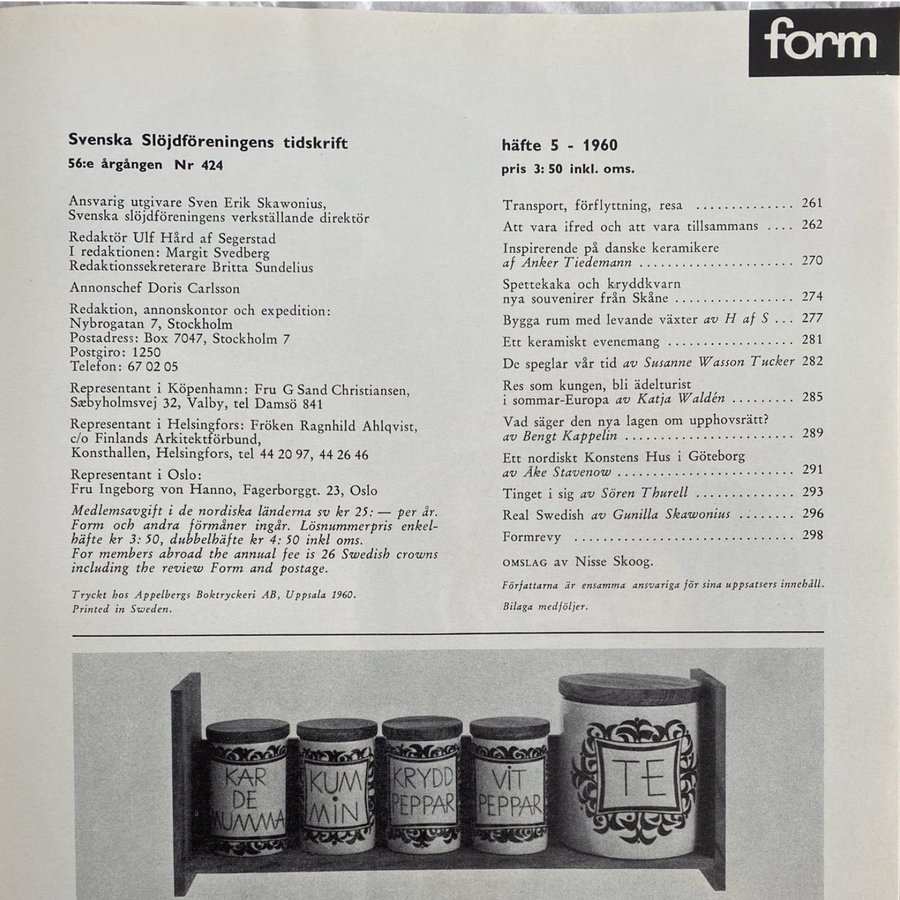 form
Svenska Slöjdföreningens tidskrift
56:e årgången Nr 424
Ansvarig utgivare Sven Erik Skawonius,
Svenska slöjdföreningens verkställande direktör
Redaktör Ulf Hård af Segerstad
I redaktionen: Margit Svedberg
Redaktionssekreterare Britta Sundelius
Annonschef Doris Carlsson
Redaktion, annonskontor och expedition:
Nybrogatan 7, Stockholm
Postadress: Box 7047, Stockholm 7
Postgiro: 1250
Telefon: 67 02 05
Representant i Köpenhamn: Fru G Sand Christiansen,
Sæbyholmsvej 32, Valby, tel Damsö 841
Representant i Helsingfors: Fröken Ragnhild Ahlqvist,
c/o Finlands Arkitektförbund,
Konsthallen, Helsingfors, tel 44 20 97, 44 26 46
Representant i Oslo:
Fru Ingeborg von Hanno, Fagerborggt. 23, Oslo
Medlemsavgift i de nordiska länderna sv kr 25: — per år.
Form och andra förmåner ingår. Lösnummerpris enkel-
häfte kr 3: 50, dubbelhäfte kr 4: 50 inkl oms.
For members abroad the annual fee is 26 Swedish crowns
including the review Form and postage.
Tryckt hos Appelbergs Boktryckeri AB, Uppsala 1960.
Printed in Sweden.
häfte 5 - 1960
pris 3: 50 inkl. oms.
Transport, förflyttning, resa .............. 261
Att vara ifred och att vara tillsammans .... 262
Inspirerende på danske keramikere
af Anker Tiedemann ...................... 270
Spettekaka och kryddkvarn
nya souvenirer från Skåne ................. 274
Bygga rum med levande växter av H af S ... 277
Ett keramiskt evenemang .................. 281
De speglar vår tid av Susanne Wasson Tucker 282
Res som kungen, bli ädelturist
i sommar-Europa av Katja Waldén ......... 285
Vad säger den nya lagen om upphovsrätt?
av Bengt Kappelin ........................ 289
Ett nordiskt Konstens Hus i Göteborg
av Åke Stavenow ......................... 291
Tinget i sig av Sören Thurell .............. 293
Real Swedish av Gunilla Skawonius ........ 296
Formrevy ............................... 298
OMSLAG av Nisse Skoog.
Författarna är ensamma ansvariga för sina uppsatsers innehåll.
Bilaga medföljer.
KAR
DE
MUMMA
KUM
MIN
KRYDD
PEPPAR
VIT
PEPPAR
TE